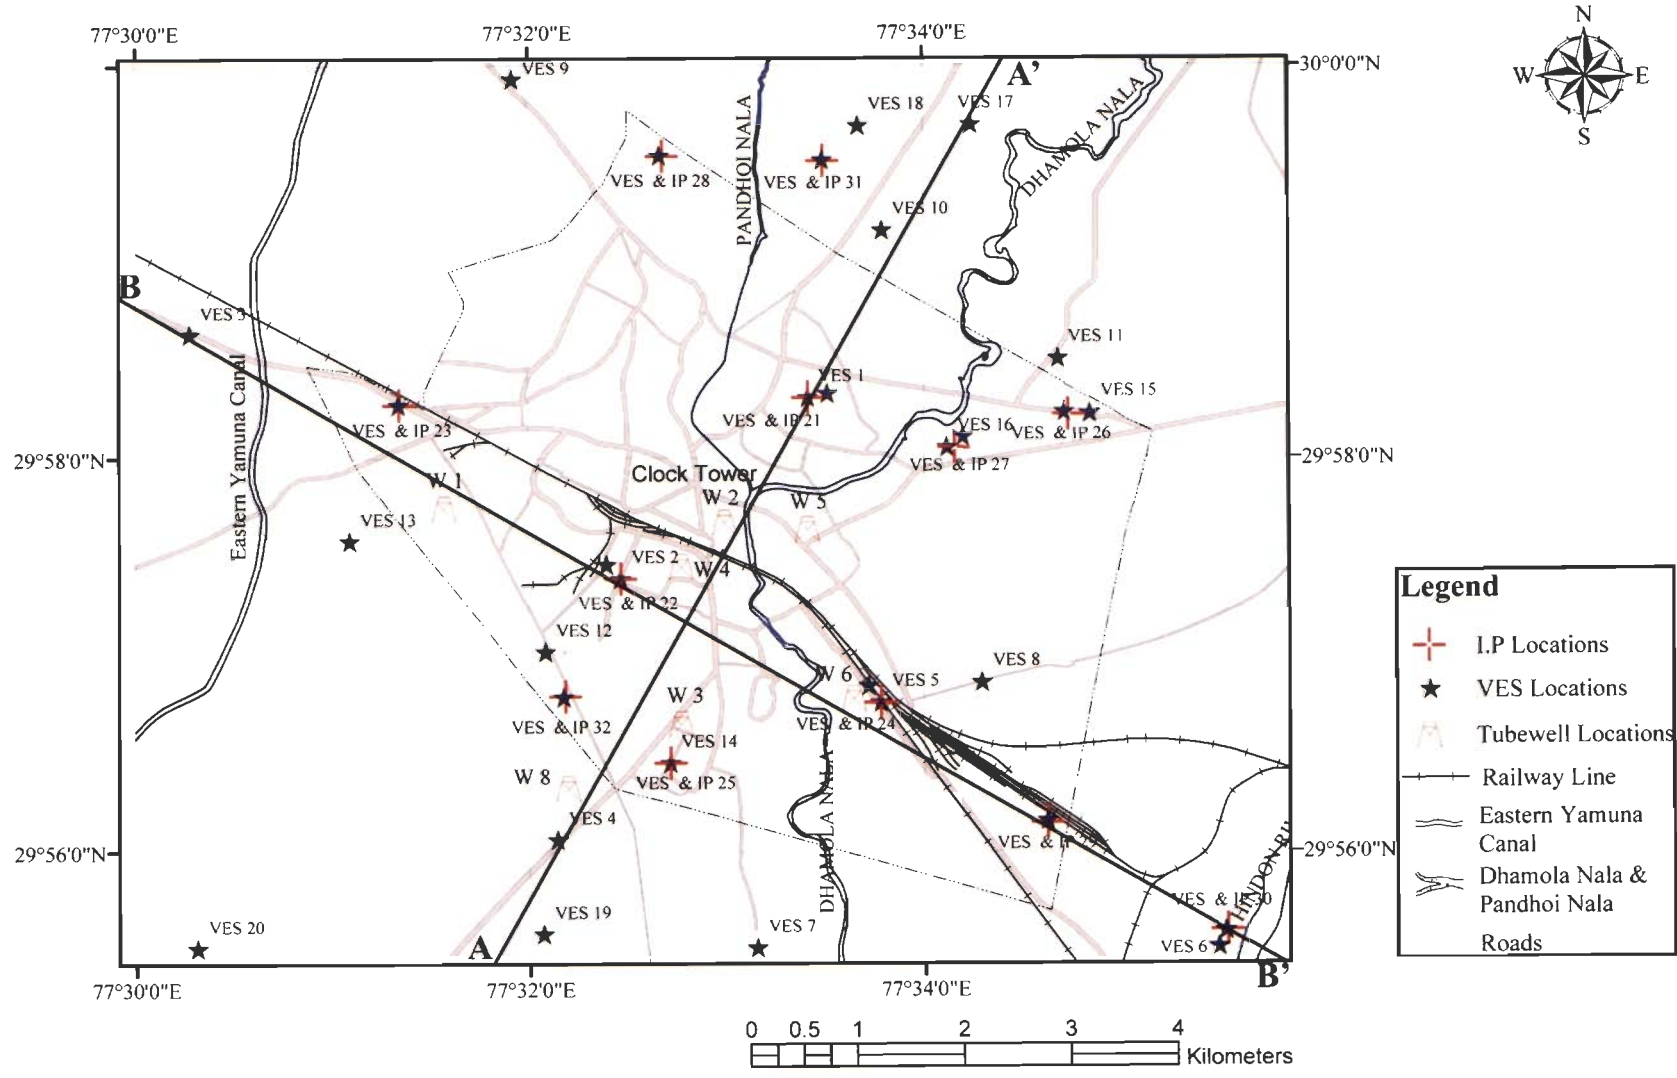 77°30'0"E
77°32'0"E
77°34'0"E
N
W E
S
30°0'0"N
A'
VES 9
VES 18
VES 17
PANDHOI NALA
DHAMOLA NALA
VES & IP 28
VES & IP 31
VES 10
B
VES 3
VES 11
Eastern Yamuna Canal
VES 1
VES 15
VES & IP 23
VES & IP 21
VES 16
VES & IP 26
29°58'0"N
29°58'0"N
VES & IP 27
Clock Tower
W 1
W 2
W 5
VES 13
VES 2
W 4
VES & IP 22
VES 12
W 6
VES 5
VES 8
W 3
VES & IP 32
VES & IP 24
VES 14
W 8
VES & IP 25
DHAMOLA NALA
VES 4
VES &
29°56'0"N
29°56'0"N
HINDON
VES & IP 30
VES 20
VES 19
VES 7
VES 6
A
B'
77°30'0"E
77°32'0"E
77°34'0"E
0 0.5 1 2 3 4
Kilometers
Legend
I.P Locations
VES Locations
Tubewell Locations
Railway Line
Eastern Yamuna
Canal
Dhamola Nala &
Pandhoi Nala
Roads